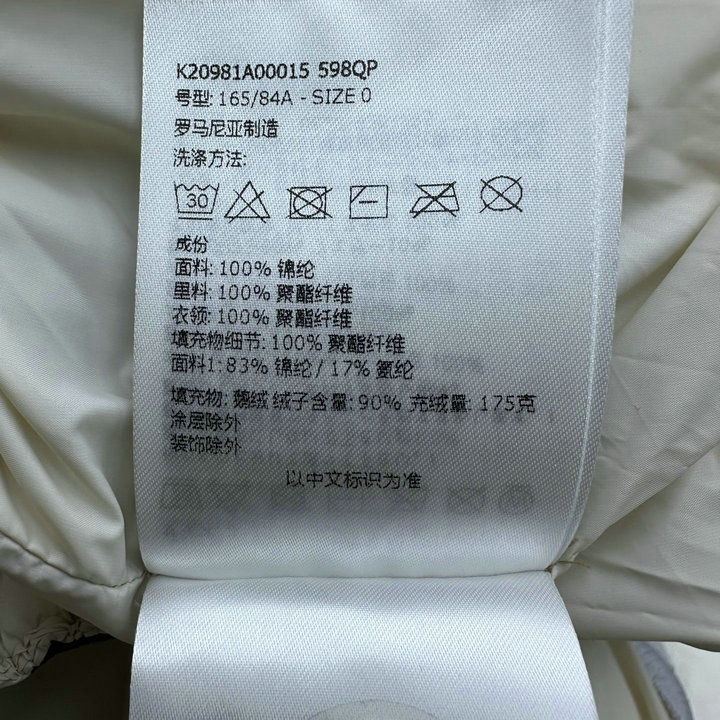 K20981A00015 598QP
号型: 165/84A - SIZE 0
罗马尼亚制造
洗涤方法:
30
成份
面料: 100% 锦纶
里料: 100% 聚酯纤维
衣领: 100% 聚酯纤维
填充物细节: 100% 聚酯纤维
面料1: 83% 锦纶 / 17% 氨纶
填充物: 鹅绒 绒子含量: 90% 充绒量: 175克
涂层除外
装饰除外
以中文标识为准